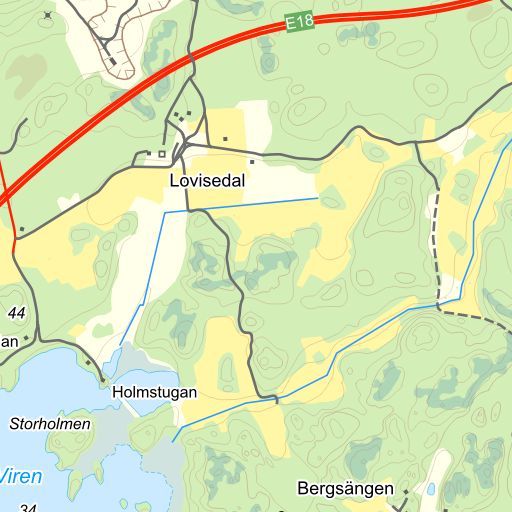 E18
Lovisedal
44
an
Holmstugan
Storholmen
Viren
34
Bergsängen